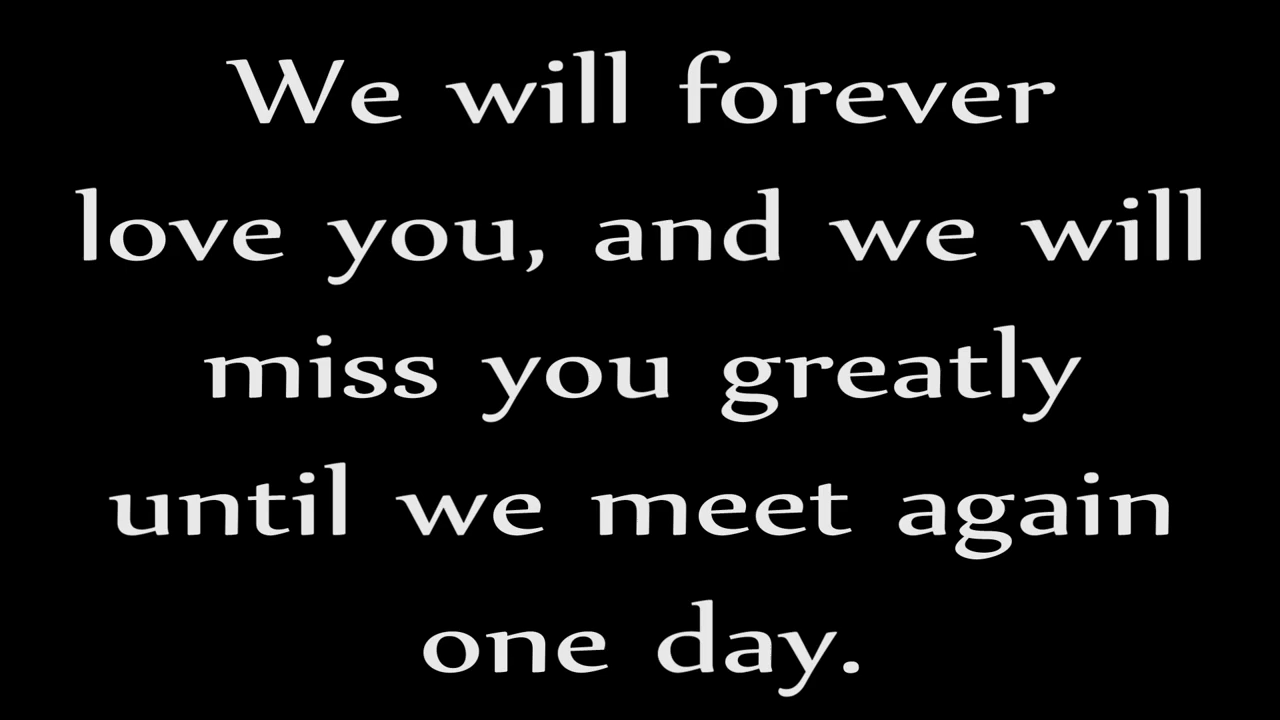 We will forever
love you, and we will
miss you greatly
until we meet again
one day.